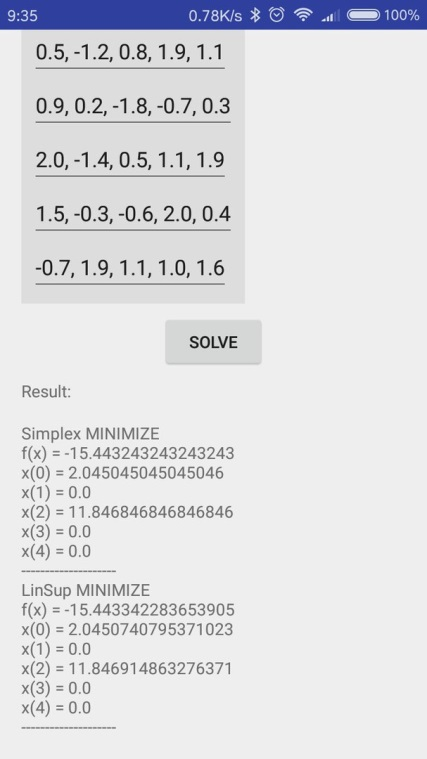 9:35 0.78K/s 100%
0.5, -1.2, 0.8, 1.9, 1.1
0.9, 0.2, -1.8, -0.7, 0.3
2.0, -1.4, 0.5, 1.1, 1.9
1.5, -0.3, -0.6, 2.0, 0.4
-0.7, 1.9, 1.1, 1.0, 1.6
SOLVE
Result:
Simplex MINIMIZE
f(x) = -15.443243243243243
x(0) = 2.045045045045046
x(1) = 0.0
x(2) = 11.846846846846846
x(3) = 0.0
x(4) = 0.0
--------------------
LinSup MINIMIZE
f(x) = -15.443342283653905
x(0) = 2.0450740795371023
x(1) = 0.0
x(2) = 11.846914863276371
x(3) = 0.0
x(4) = 0.0
--------------------